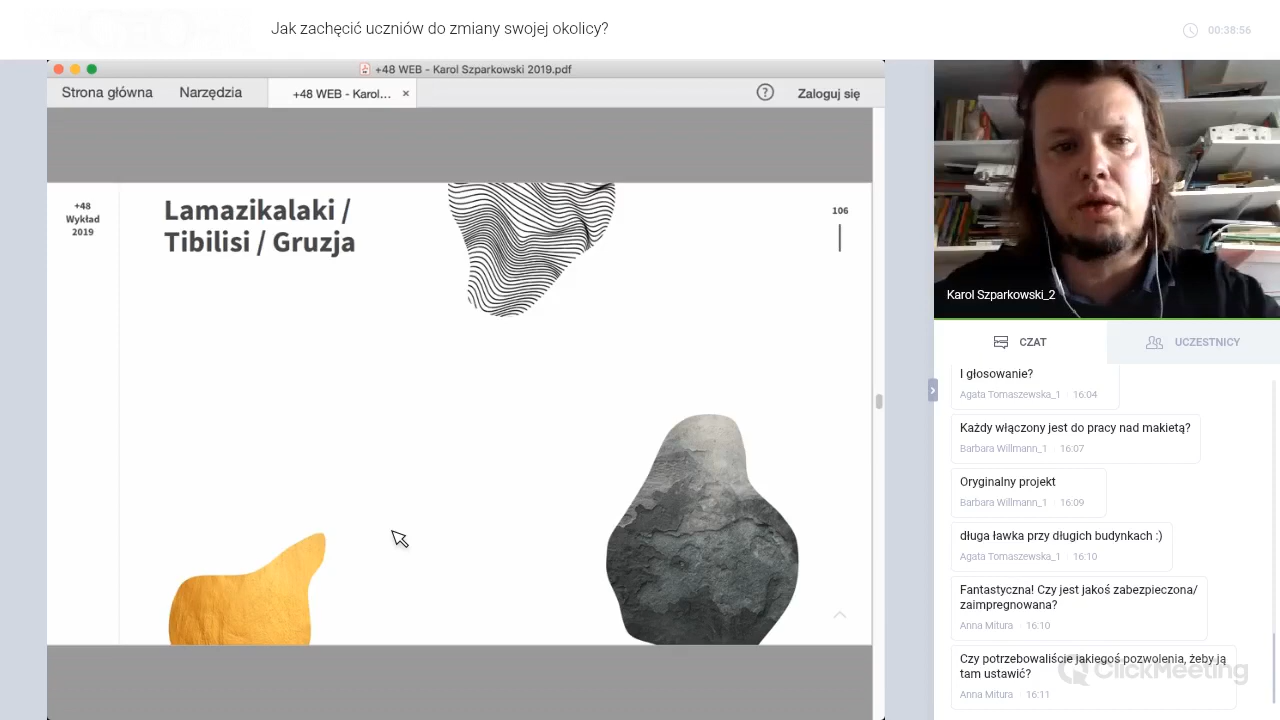 Jak zachęcić uczniów do zmiany swojej okolicy?
00:38:56
+48 WEB - Karol Szparkowski 2019.pdf
Strona główna
Narzędzia
+48 WEB - Karol... ×
?
Zaloguj się
+48
Wykład
2019
Lamazikalaki /
Tibilisi / Gruzja
106
Karol Szparkowski_2
CZAT
UCZESTNICY
I głosowanie?
Agata Tomaszewska_1 16:04
Każdy włączony jest do pracy nad makietą?
Barbara Willmann_1 16:07
Oryginalny projekt
Barbara Willmann_1 16:09
długa ławka przy długich budynkach :)
Agata Tomaszewska_1 16:10
Fantastyczna! Czy jest jakoś zabezpieczona/
zaimpregnowana?
Anna Mitura 16:10
Czy potrzebowaliście jakiegoś pozwolenia, żeby ją
tam ustawić?
Anna Mitura 16:11
ClickMeeting